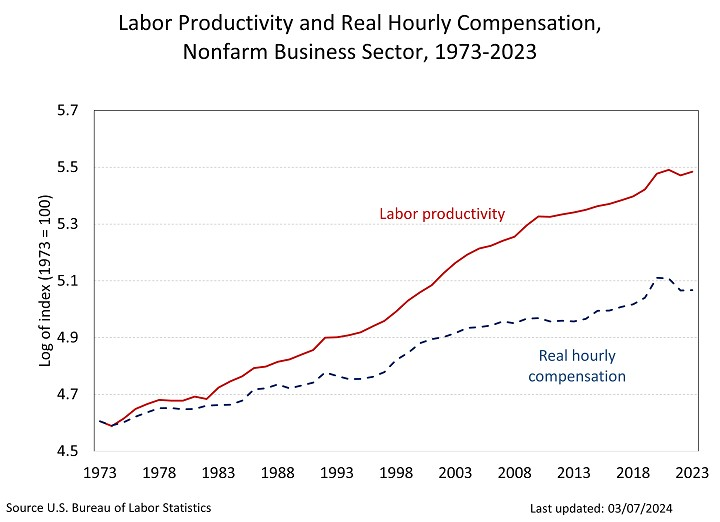 Labor Productivity and Real Hourly Compensation,
Nonfarm Business Sector, 1973-2023
Log of index (1973 = 100)
5.7
5.5
5.3
5.1
4.9
4.7
4.5
Labor productivity
Real hourly
compensation
1973 1978 1983 1988 1993 1998 2003 2008 2013 2018 2023
Source U.S. Bureau of Labor Statistics
Last updated: 03/07/2024